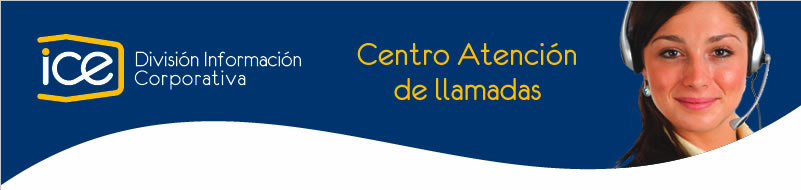 ice
División Información
Corporativa
Centro Atención
de llamadas